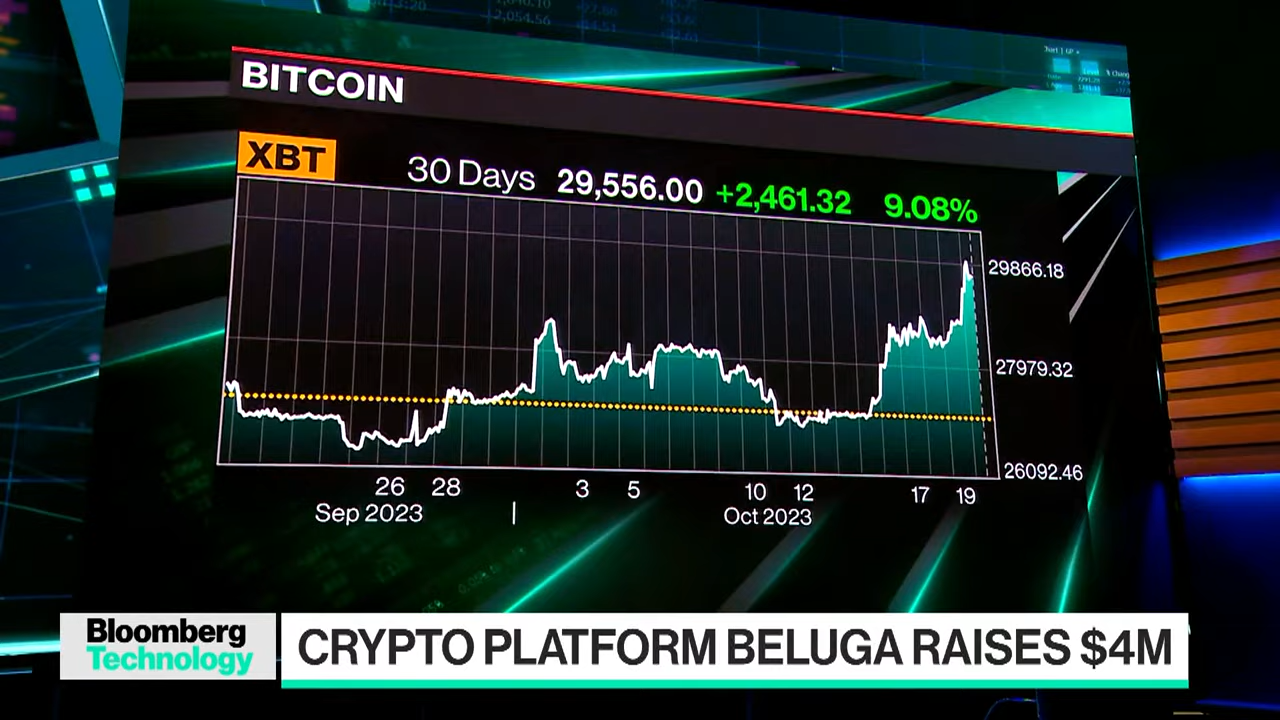 BITCOIN
XBT
30 Days 29,556.00 +2,461.32 9.08%
29866.18
27979.32
26092.46
26 28 3 5 10 12 17 19
Sep 2023 Oct 2023
Bloomberg
Technology
CRYPTO PLATFORM BELUGA RAISES $4M